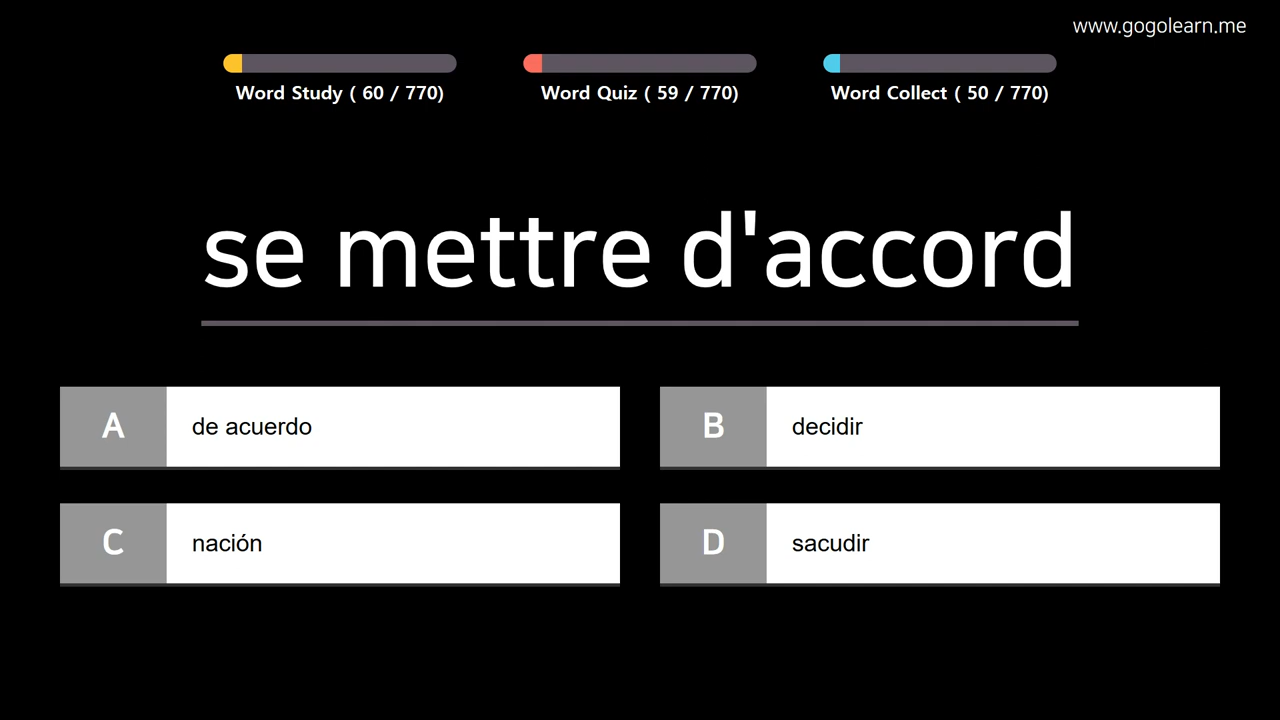 www.gogolearn.me
Word Study ( 60 / 770)
Word Quiz ( 59 / 770)
Word Collect ( 50 / 770)
se mettre d'accord
A
de acuerdo
B
decidir
C
nación
D
sacudir